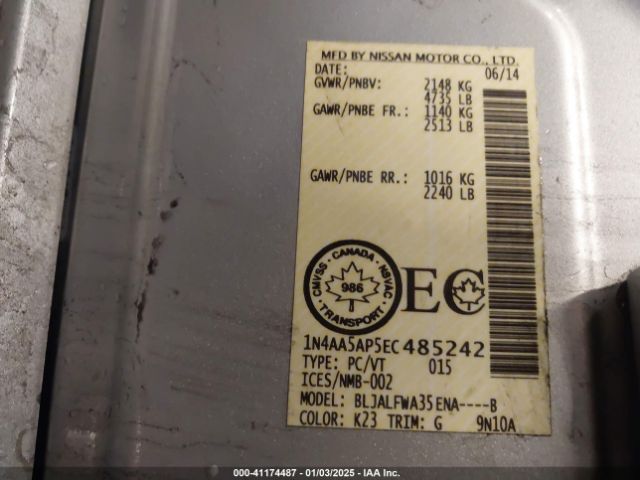 MFD BY NISSAN MOTOR CO., LTD.
DATE: 06/14
GVWR/PNBV: 2148 KG
4735 LB
GAWR/PNBE FR.: 1140 KG
2513 LB
GAWR/PNBE RR.: 1016 KG
2240 LB
CANADA
CMVSS · NSVAC
986
TRANSPORT
EC
1N4AA5AP5EC485242
TYPE: PC/VT 015
ICES/NMB-002
MODEL: BLJALFWA35ENA----B
COLOR: K23 TRIM: G 9N10A
000-41174487 - 01/03/2025 - IAA Inc.